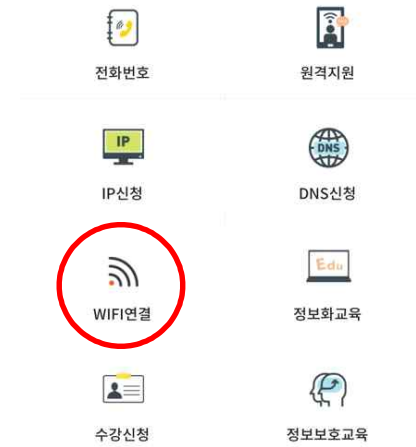 전화번호
원격지원
IP
DNS
IP신청
DNS신청
Edu
WIFI연결
정보화교육
수강신청
정보보호교육